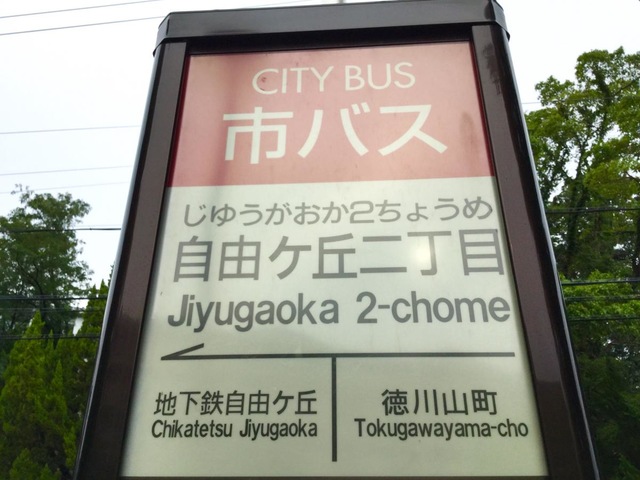 CITY BUS
市バス
じゆうがおか2ちょうめ
自由ケ丘二丁目
Jiyugaoka 2-chome
地下鉄自由ケ丘
Chikatetsu Jiyugaoka
徳川山町
Tokugawayama-cho